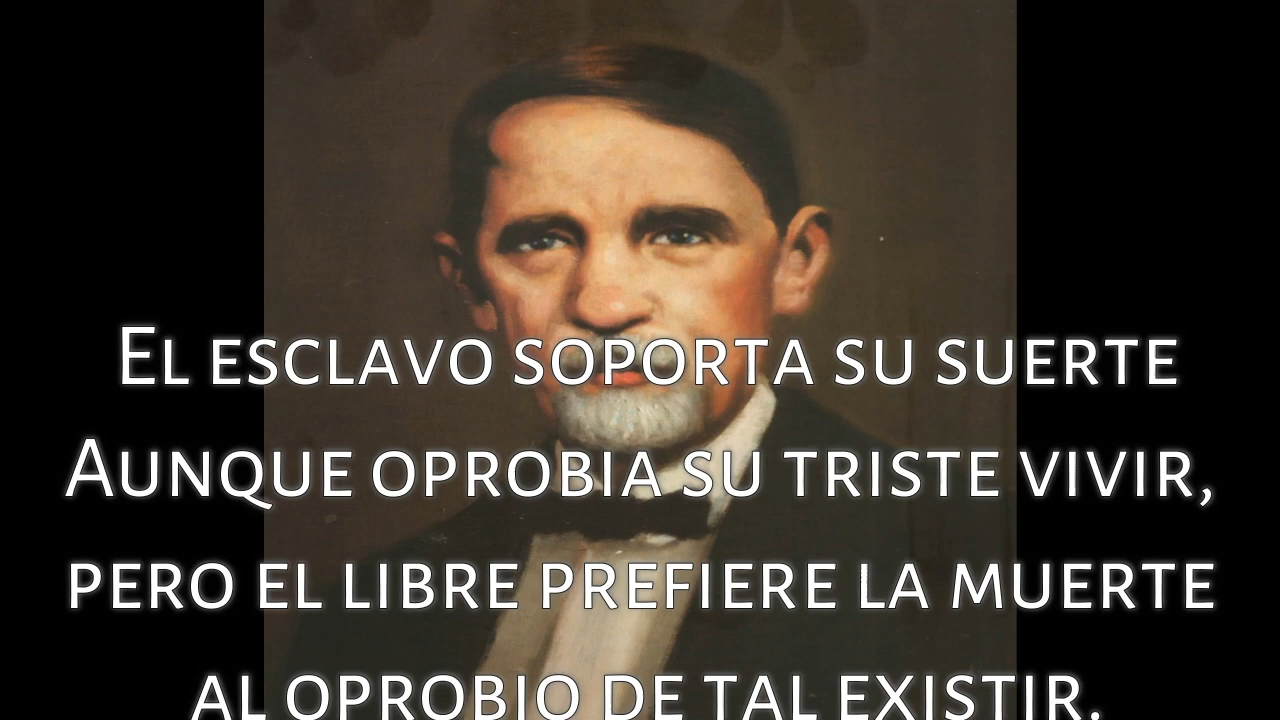 El esclavo soporta su suerte
Aunque oprobia su triste vivir,
pero el libre prefiere la muerte
al oprobio de tal existir.